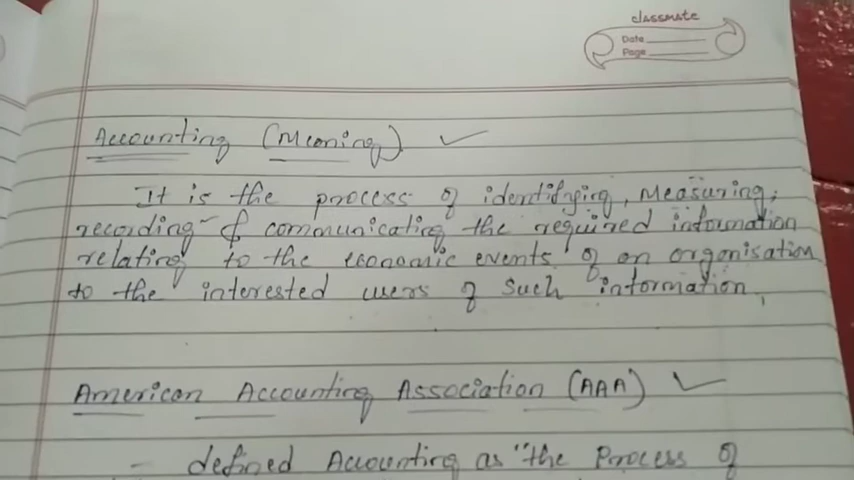 classmate
Date
Page
Accounting (Meaning) ✓
It is the process of identifying, Measuring,
recording & communicating the required information
relating to the economic events of an organisation
to the interested users of such information,
American Accounting Association (AAA) ✓
- defined Accounting as "the Process of